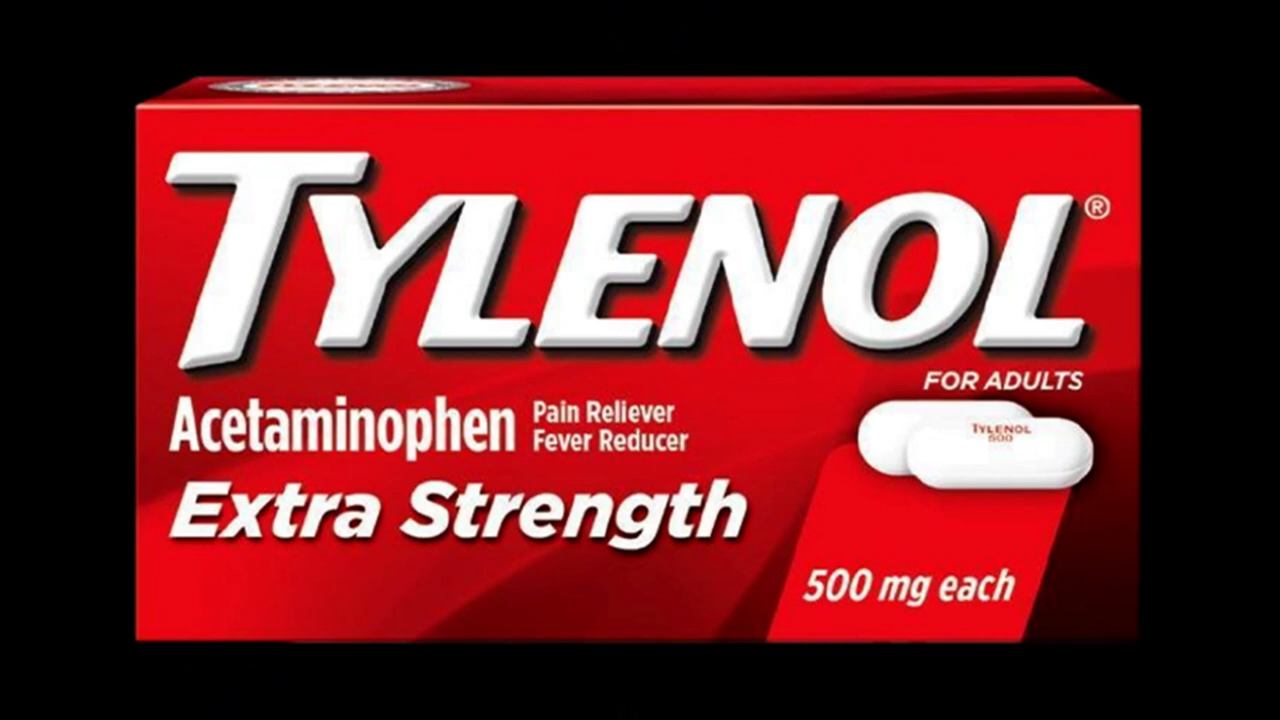 TYLENOL®
FOR ADULTS
Acetaminophen
Pain Reliever
Fever Reducer
TYLENOL
500
Extra Strength
500 mg each